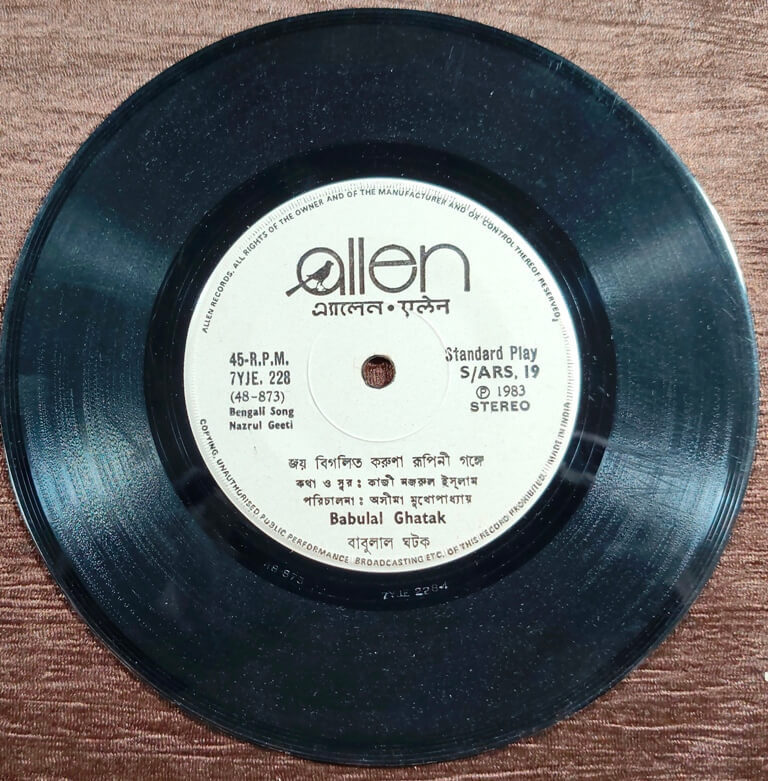 ALLEN RECORDS. ALL RIGHTS OF THE OWNER AND OF THE MANUFACTURER AND OR CONTROL THEREOF RESERVED
allen
এ্যালেন • एलेन
45-R.P.M.
7YJE. 228
(48-873)
Bengali Song
Nazrul Geeti
Standard Play
S/ARS, 19
℗ 1983
STEREO
জয় বিগলিত করুণা রূপিনী গঙ্গে
কথা ও সুর : কাজী নজরুল ইসলাম
পরিচালনা : অসীমা মুখোপাধ্যায়
Babulal Ghatak
বাবুলাল ঘটক
COPYING, UNAUTHORISED PUBLIC PERFORMANCE BROADCASTING ETC. OF THIS RECORD PROHIBITED. MADE IN INDIA
48 873